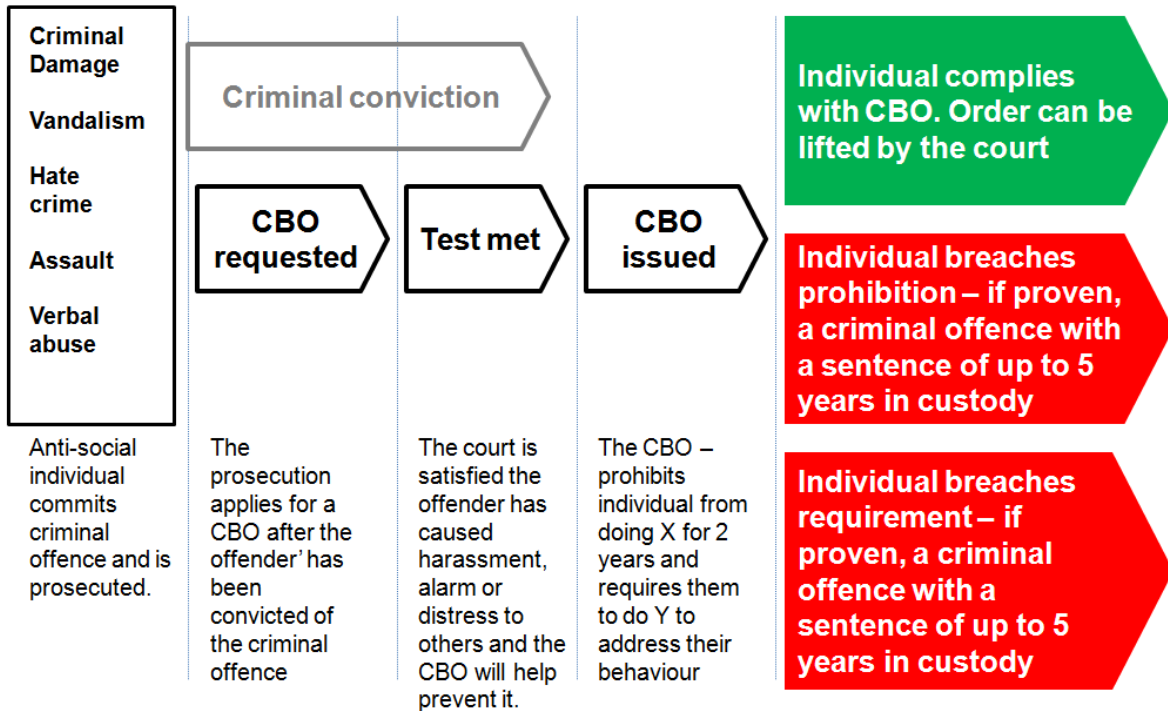 Criminal
Damage
Vandalism
Hate
crime
Assault
Verbal
abuse
Criminal conviction
CBO
requested
Test met
CBO
issued
Individual complies
with CBO. Order can be
lifted by the court
Individual breaches
prohibition – if proven,
a criminal offence with
a sentence of up to 5
years in custody
Individual breaches
requirement – if
proven, a criminal
offence with a
sentence of up to 5
years in custody
Anti-social
individual
commits
criminal
offence and is
prosecuted.
The
prosecution
applies for a
CBO after the
offender’ has
been
convicted of
the criminal
offence
The court is
satisfied the
offender has
caused
harassment,
alarm or
distress to
others and the
CBO will help
prevent it.
The CBO –
prohibits
individual from
doing X for 2
years and
requires them
to do Y to
address their
behaviour